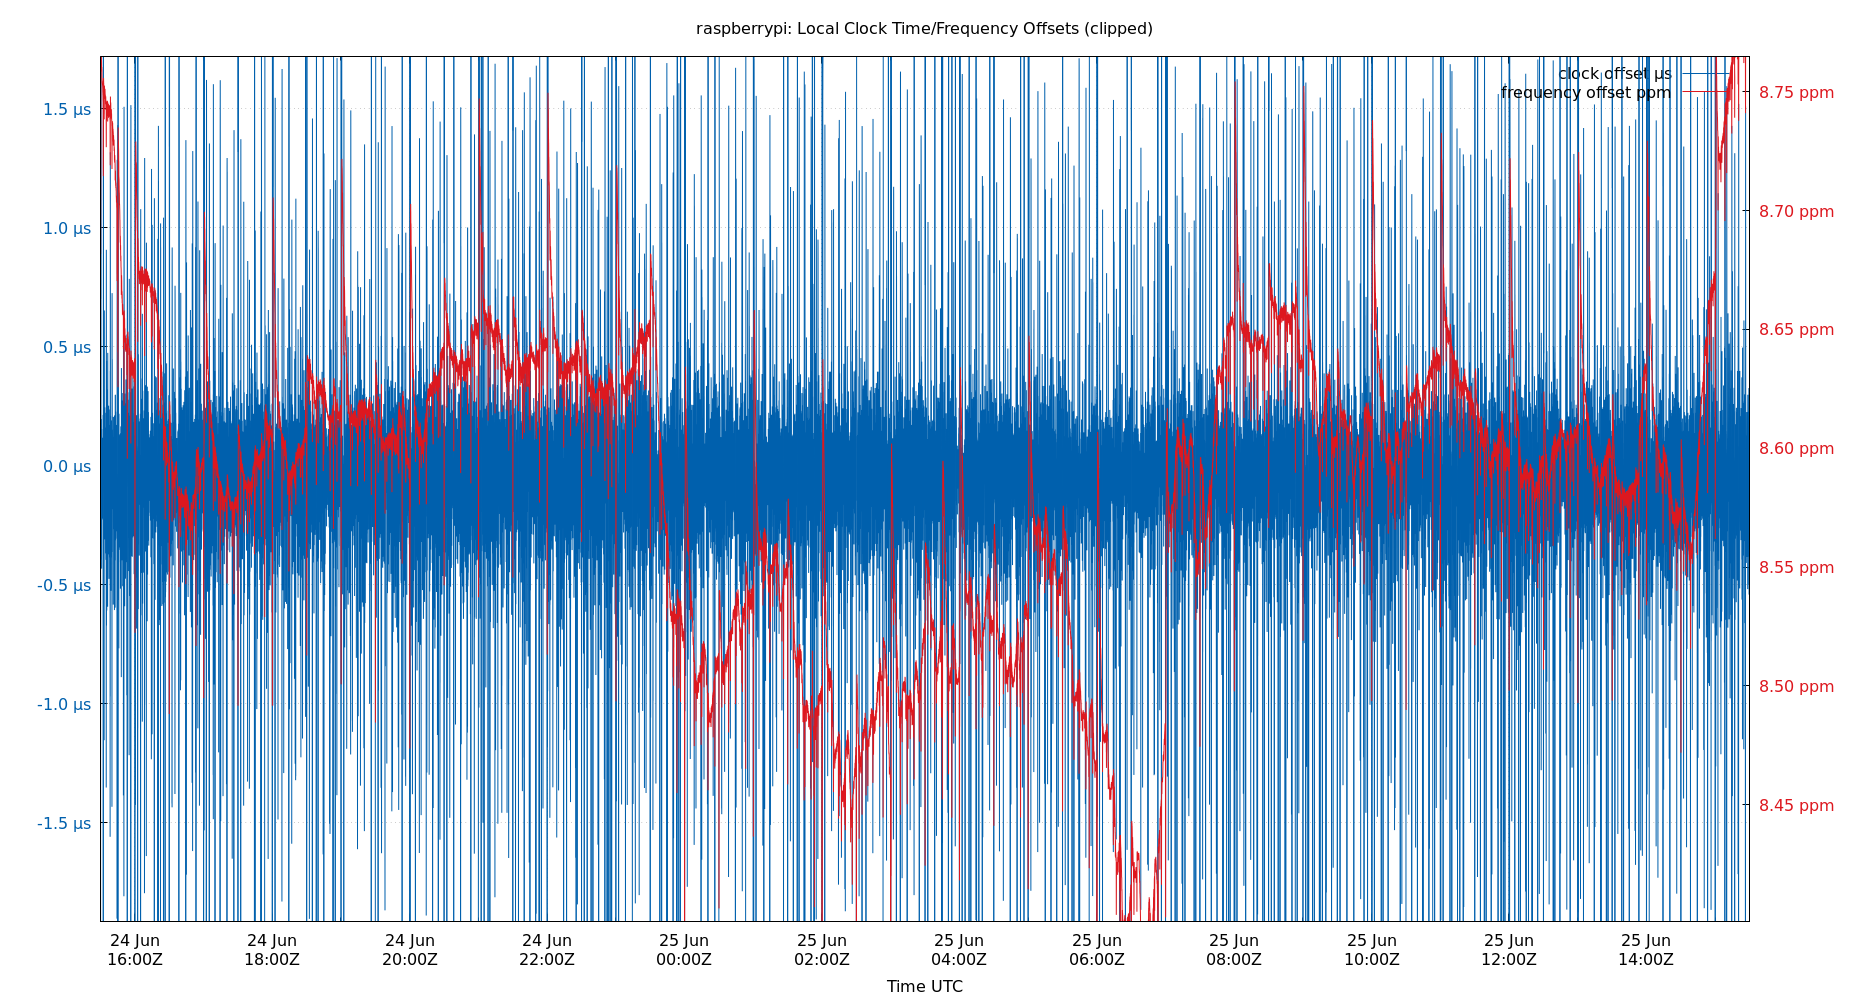 raspberrypi: Local Clock Time/Frequency Offsets (clipped)
clock offset µs
frequency offset ppm
1.5 µs
1.0 µs
0.5 µs
0.0 µs
-0.5 µs
-1.0 µs
-1.5 µs
8.75 ppm
8.70 ppm
8.65 ppm
8.60 ppm
8.55 ppm
8.50 ppm
8.45 ppm
24 Jun 24 Jun 24 Jun 24 Jun 25 Jun 25 Jun 25 Jun 25 Jun 25 Jun 25 Jun 25 Jun 25 Jun
16:00Z 18:00Z 20:00Z 22:00Z 00:00Z 02:00Z 04:00Z 06:00Z 08:00Z 10:00Z 12:00Z 14:00Z
Time UTC